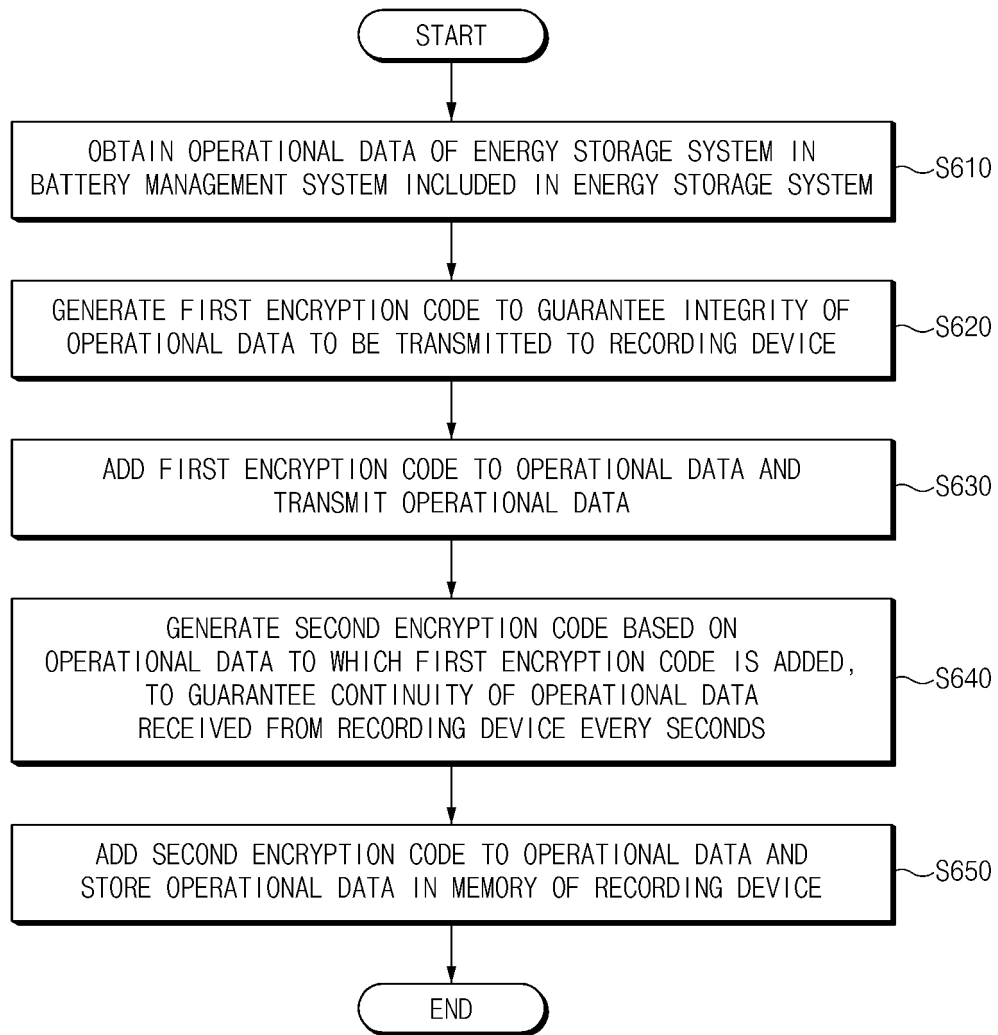 START
OBTAIN OPERATIONAL DATA OF ENERGY STORAGE SYSTEM IN
BATTERY MANAGEMENT SYSTEM INCLUDED IN ENERGY STORAGE SYSTEM
S610
GENERATE FIRST ENCRYPTION CODE TO GUARANTEE INTEGRITY OF
OPERATIONAL DATA TO BE TRANSMITTED TO RECORDING DEVICE
S620
ADD FIRST ENCRYPTION CODE TO OPERATIONAL DATA AND
TRANSMIT OPERATIONAL DATA
S630
GENERATE SECOND ENCRYPTION CODE BASED ON
OPERATIONAL DATA TO WHICH FIRST ENCRYPTION CODE IS ADDED,
TO GUARANTEE CONTINUITY OF OPERATIONAL DATA
RECEIVED FROM RECORDING DEVICE EVERY SECONDS
S640
ADD SECOND ENCRYPTION CODE TO OPERATIONAL DATA AND
STORE OPERATIONAL DATA IN MEMORY OF RECORDING DEVICE
S650
END